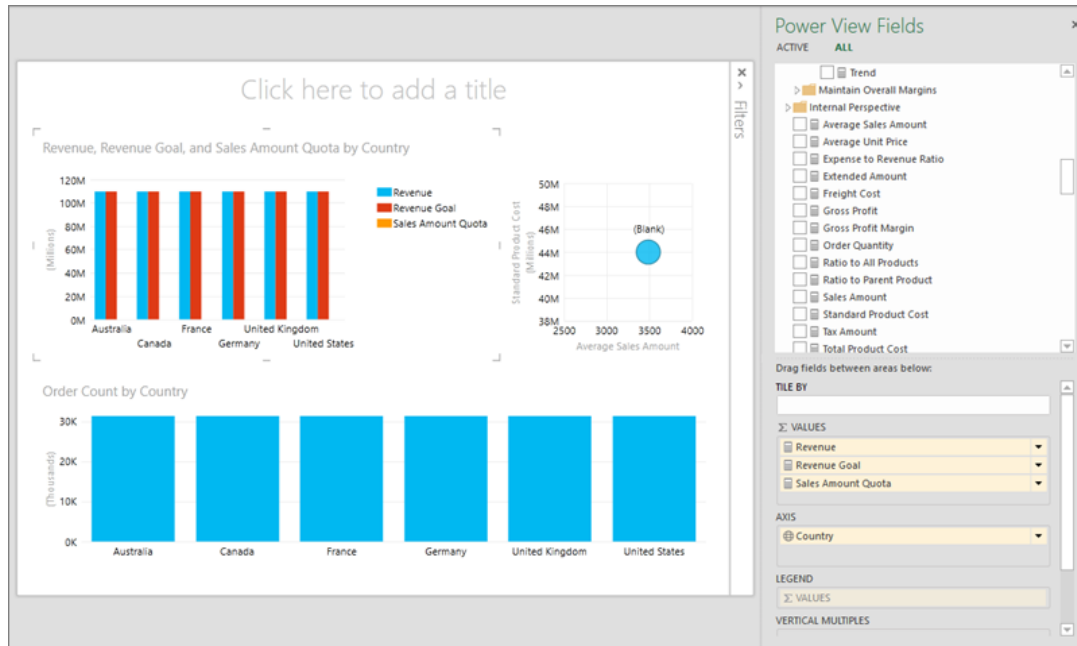 Click here to add a title
Filters
Revenue, Revenue Goal, and Sales Amount Quota by Country
120M
100M
80M
60M
40M
20M
0M
(Millions)
Australia
Canada
France
Germany
United Kingdom
United States
Revenue
Revenue Goal
Sales Amount Quota
50M
48M
46M
44M
42M
40M
38M
Standard Product Cost
(Millions)
(Blank)
2500 3000 3500 4000
Average Sales Amount
Order Count by Country
30K
20K
10K
0K
(Thousands)
Australia Canada France Germany United Kingdom United States
Power View Fields
ACTIVE ALL
Trend
Maintain Overall Margins
Internal Perspective
Average Sales Amount
Average Unit Price
Expense to Revenue Ratio
Extended Amount
Freight Cost
Gross Profit
Gross Profit Margin
Order Quantity
Ratio to All Products
Ratio to Parent Product
Sales Amount
Standard Product Cost
Tax Amount
Total Product Cost
Drag fields between areas below:
TILE BY
Σ VALUES
Revenue
Revenue Goal
Sales Amount Quota
AXIS
Country
LEGEND
Σ VALUES
VERTICAL MULTIPLES